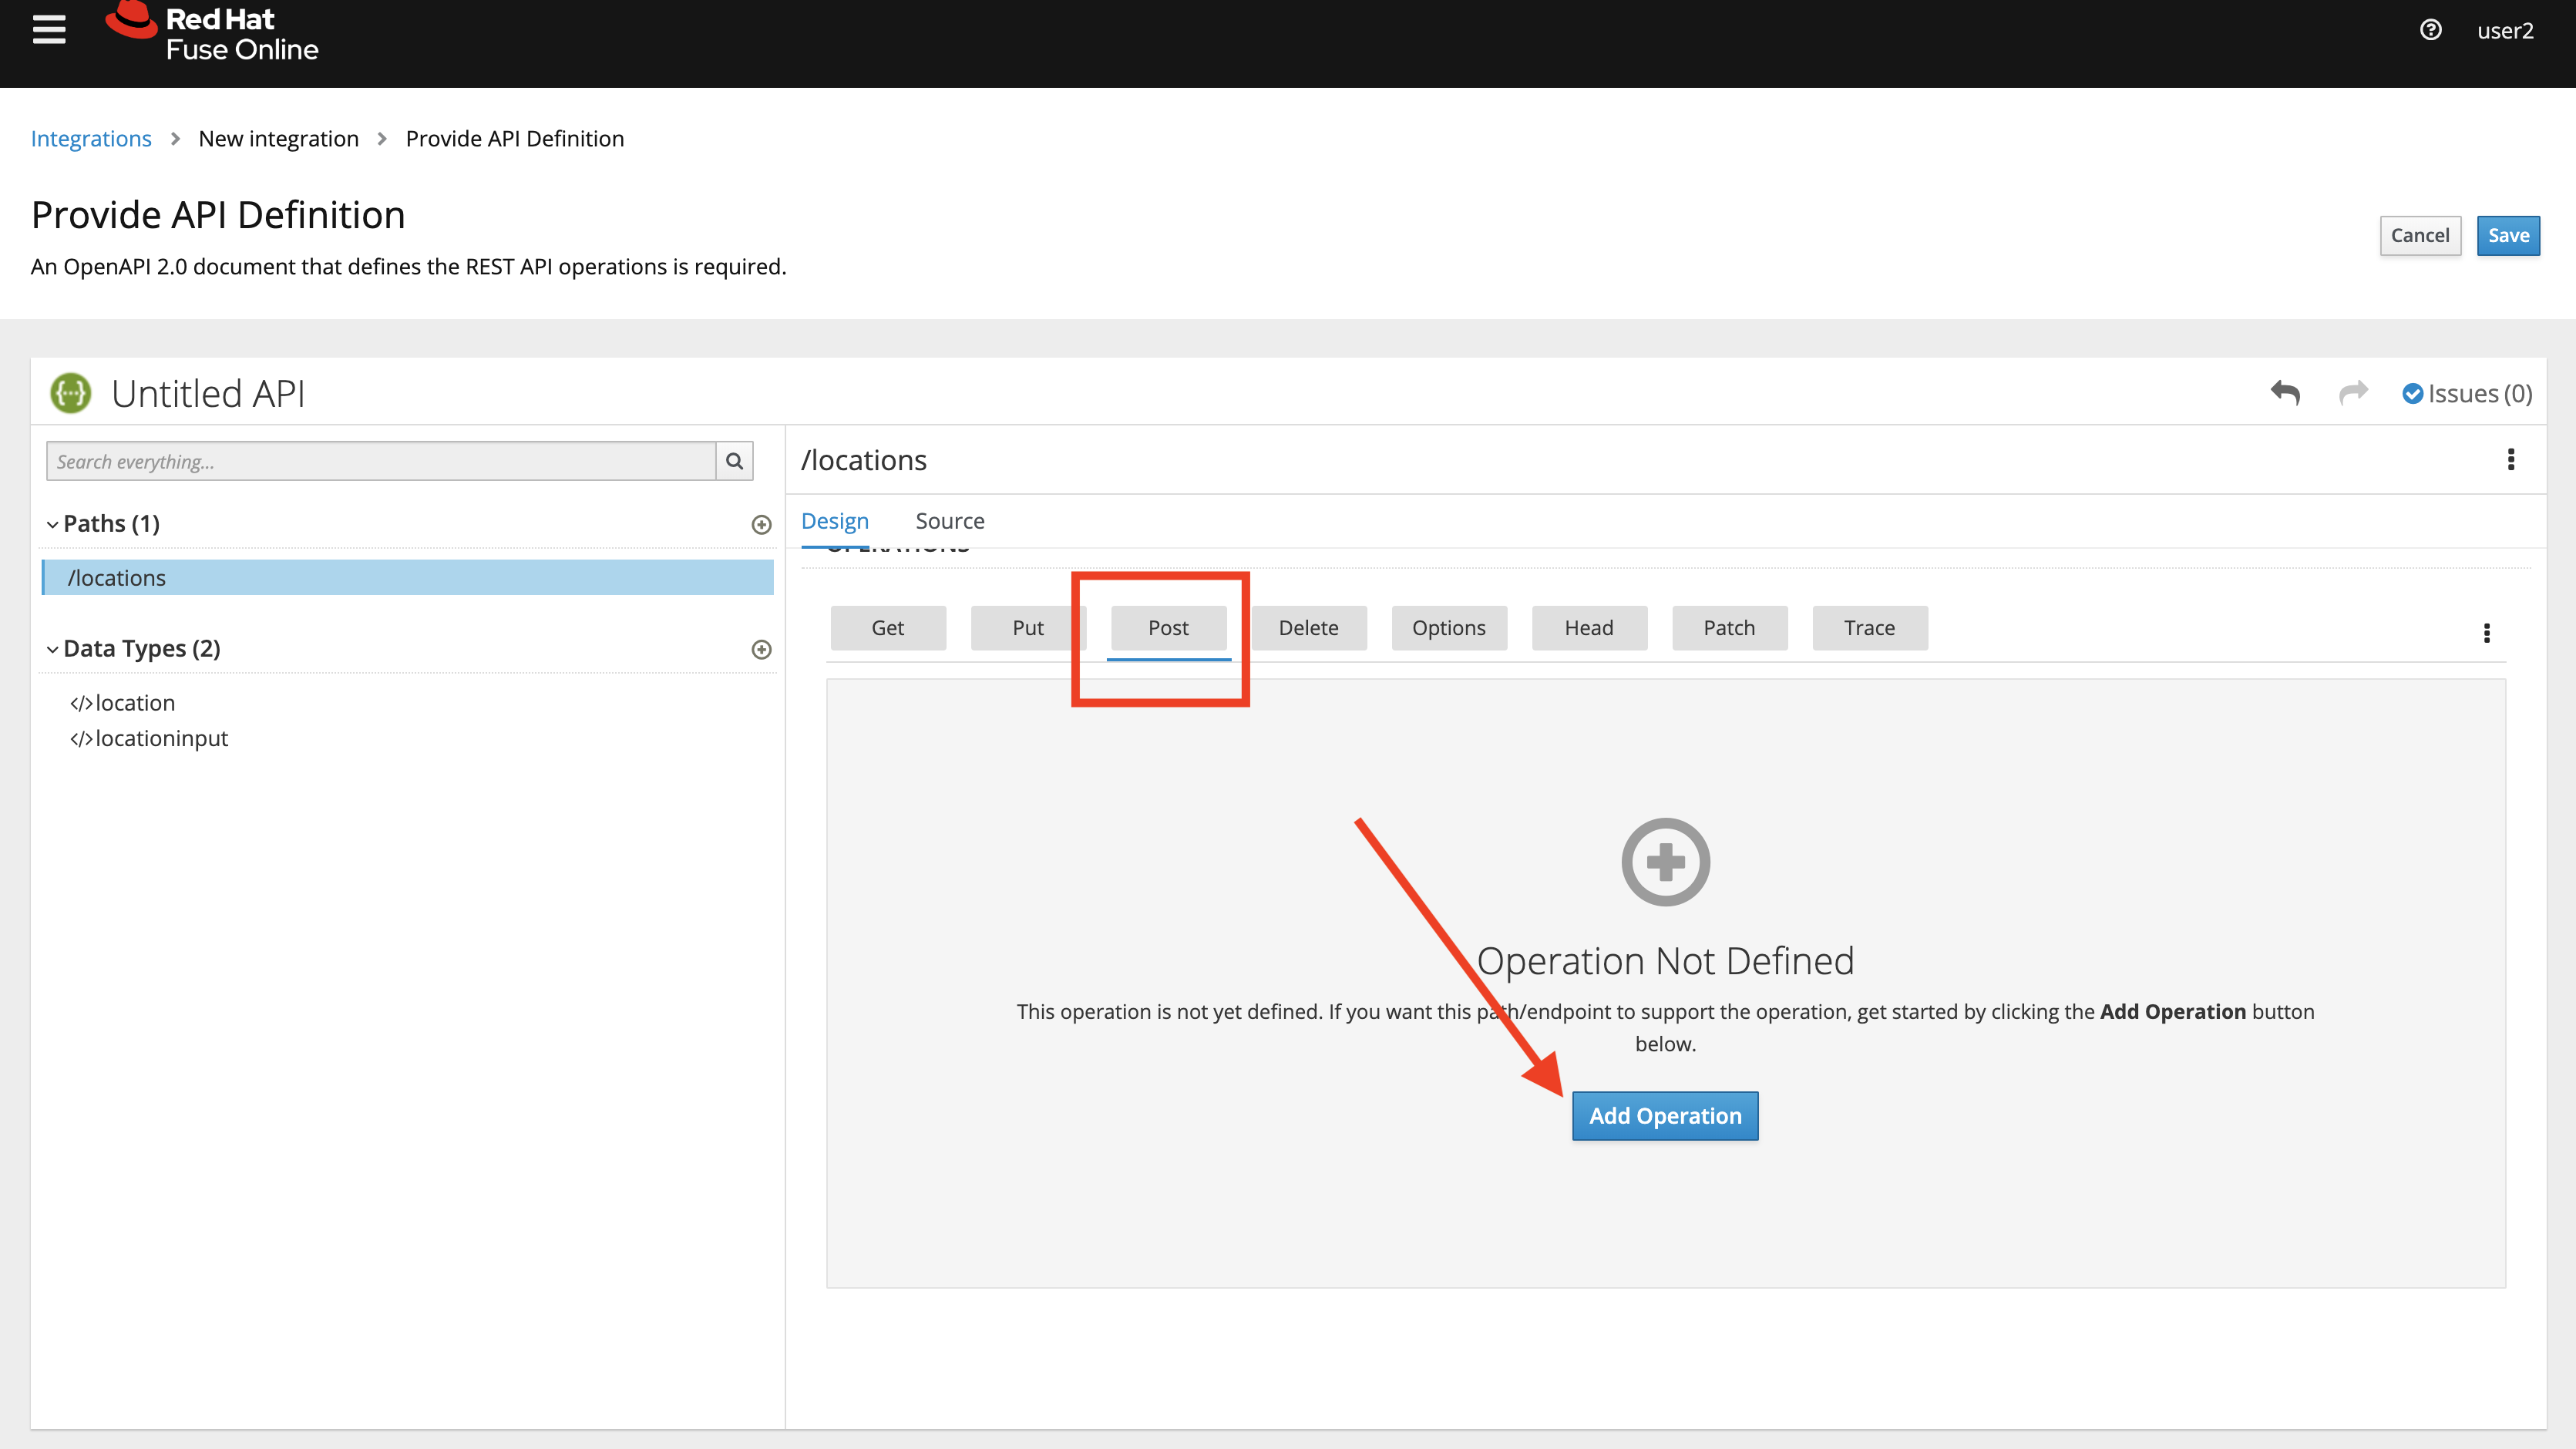 Red Hat
Fuse Online
user2
Integrations > New integration > Provide API Definition
Provide API Definition
Cancel
Save
An OpenAPI 2.0 document that defines the REST API operations is required.
{···} Untitled API
Issues (0)
Search everything...
/locations
Paths (1)
Design
Source
OPERATIONS
/locations
Get
Put
Post
Delete
Options
Head
Patch
Trace
Data Types (2)
</>location
</>locationinput
Operation Not Defined
This operation is not yet defined. If you want this path/endpoint to support the operation, get started by clicking the Add Operation button
below.
Add Operation